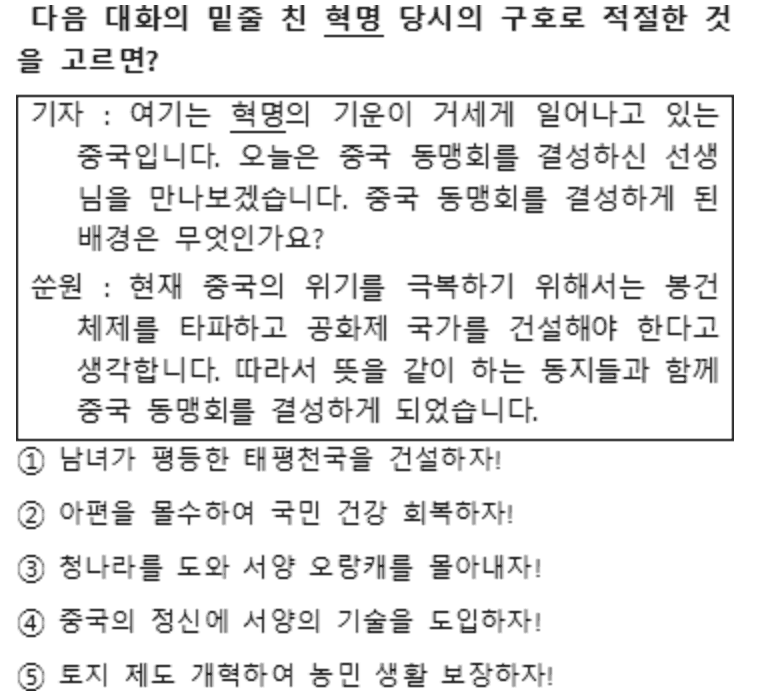 다음 대화의 밑줄 친 혁명 당시의 구호로 적절한 것
을 고르면?
기자 : 여기는 혁명의 기운이 거세게 일어나고 있는
중국입니다. 오늘은 중국 동맹회를 결성하신 선생
님을 만나보겠습니다. 중국 동맹회를 결성하게 된
배경은 무엇인가요?
쑨원 : 현재 중국의 위기를 극복하기 위해서는 봉건
체제를 타파하고 공화제 국가를 건설해야 한다고
생각합니다. 따라서 뜻을 같이 하는 동지들과 함께
중국 동맹회를 결성하게 되었습니다.
① 남녀가 평등한 태평천국을 건설하자!
② 아편을 몰수하여 국민 건강 회복하자!
③ 청나라를 도와 서양 오랑캐를 몰아내자!
④ 중국의 정신에 서양의 기술을 도입하자!
⑤ 토지 제도 개혁하여 농민 생활 보장하자!